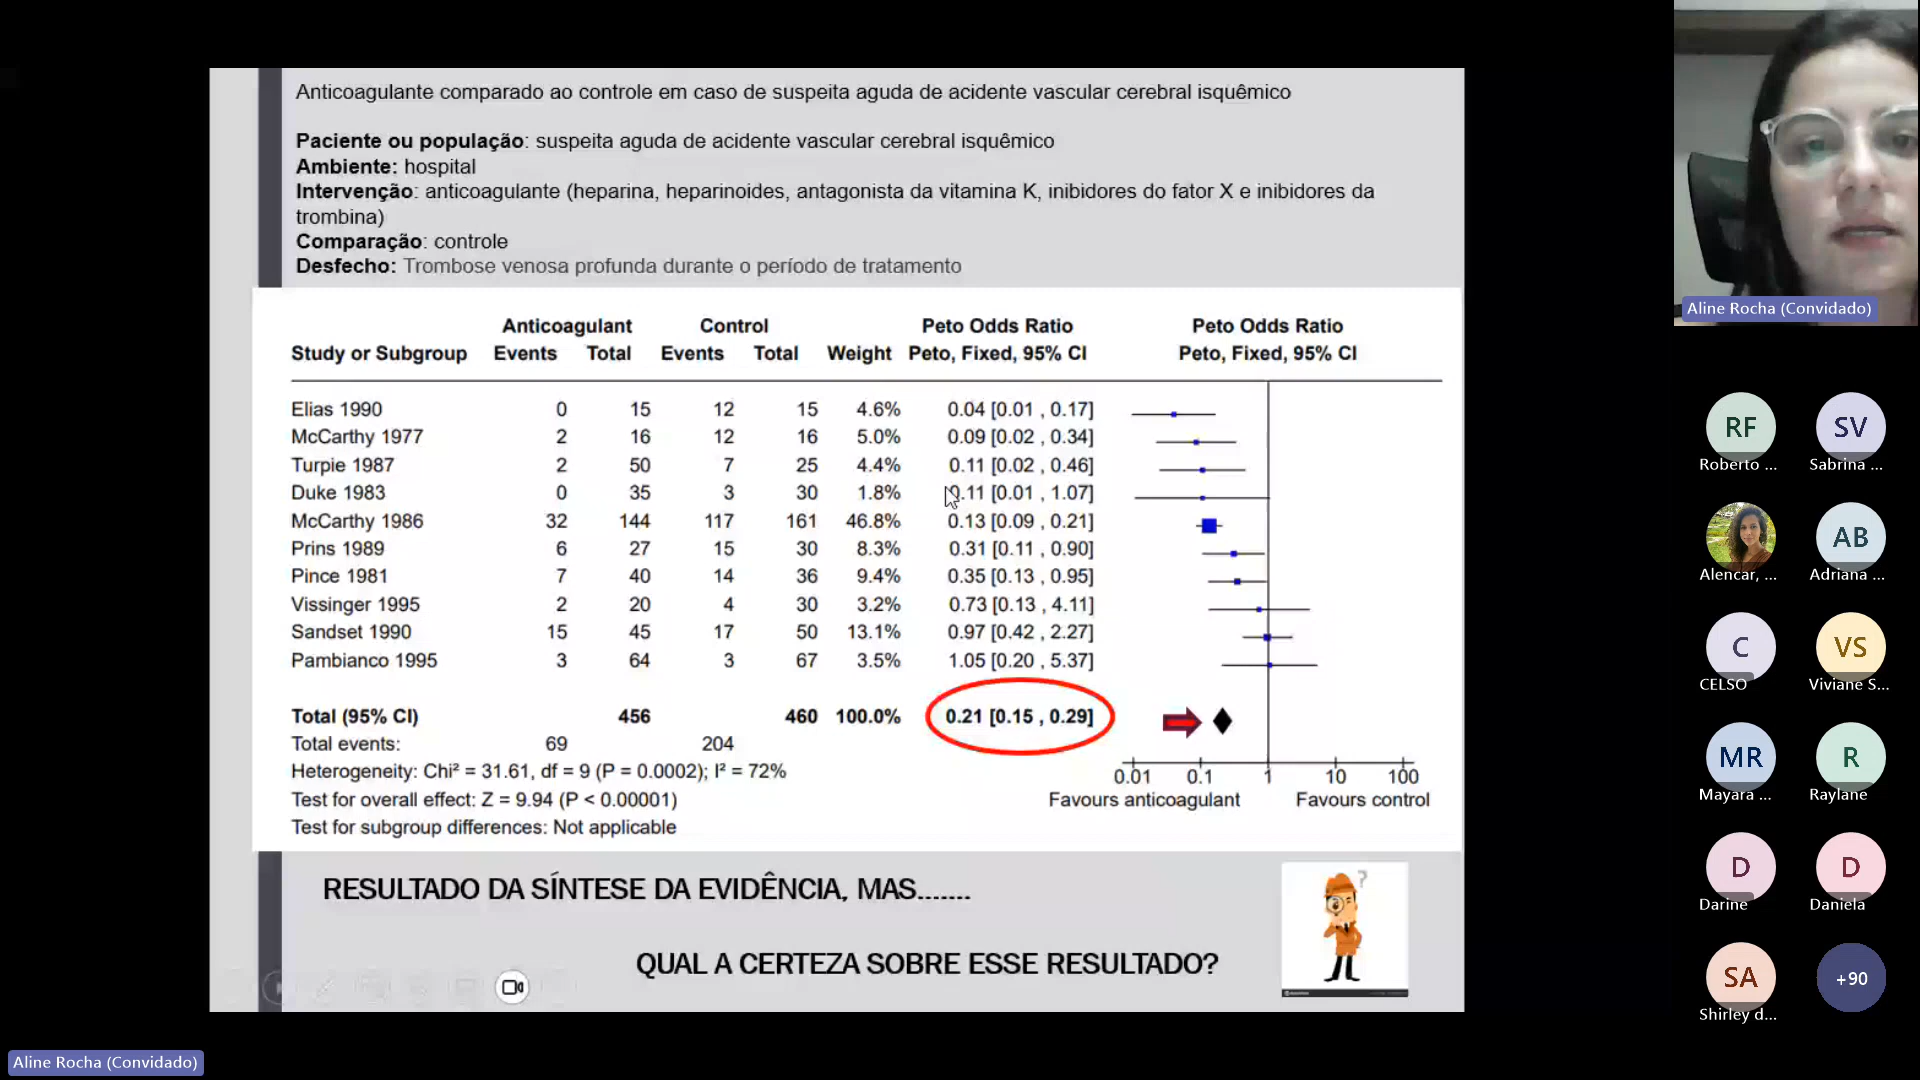 Anticoagulante comparado ao controle em caso de suspeita aguda de acidente vascular cerebral isquêmico
Paciente ou população: suspeita aguda de acidente vascular cerebral isquêmico
Ambiente: hospital
Intervenção: anticoagulante (heparina, heparinoides, antagonista da vitamina K, inibidores do fator X e inibidores da
trombina)
Comparação: controle
Desfecho: Trombose venosa profunda durante o período de tratamento
Anticoagulant Control Peto Odds Ratio Peto Odds Ratio
Study or Subgroup Events Total Events Total Weight Peto, Fixed, 95% CI Peto, Fixed, 95% CI
Elias 1990 0 15 12 15 4.6% 0.04 [0.01 , 0.17]
McCarthy 1977 2 16 12 16 5.0% 0.09 [0.02 , 0.34]
Turpie 1987 2 50 7 25 4.4% 0.11 [0.02 , 0.46]
Duke 1983 0 35 3 30 1.8% 0.11 [0.01 , 1.07]
McCarthy 1986 32 144 117 161 46.8% 0.13 [0.09 , 0.21]
Prins 1989 6 27 15 30 8.3% 0.31 [0.11 , 0.90]
Pince 1981 7 40 14 36 9.4% 0.35 [0.13 , 0.95]
Vissinger 1995 2 20 4 30 3.2% 0.73 [0.13 , 4.11]
Sandset 1990 15 45 17 50 13.1% 0.97 [0.42 , 2.27]
Pambianco 1995 3 64 3 67 3.5% 1.05 [0.20 , 5.37]
Total (95% CI) 456 460 100.0% 0.21 [0.15 , 0.29]
Total events: 69 204
Heterogeneity: Chi² = 31.61, df = 9 (P = 0.0002); I² = 72%
Test for overall effect: Z = 9.94 (P < 0.00001)
Test for subgroup differences: Not applicable
0.01 0.1 1 10 100
Favours anticoagulant Favours control
RESULTADO DA SÍNTESE DA EVIDÊNCIA, MAS.......
QUAL A CERTEZA SOBRE ESSE RESULTADO?
?
Aline Rocha (Convidado)
RF SV
Roberto ... Sabrina ...
AB
Alencar, ... Adriana ...
C VS
CELSO Viviane S...
MR R
Mayara ... Raylane
D D
Darine Daniela
SA +90
Shirley d...
Aline Rocha (Convidado)